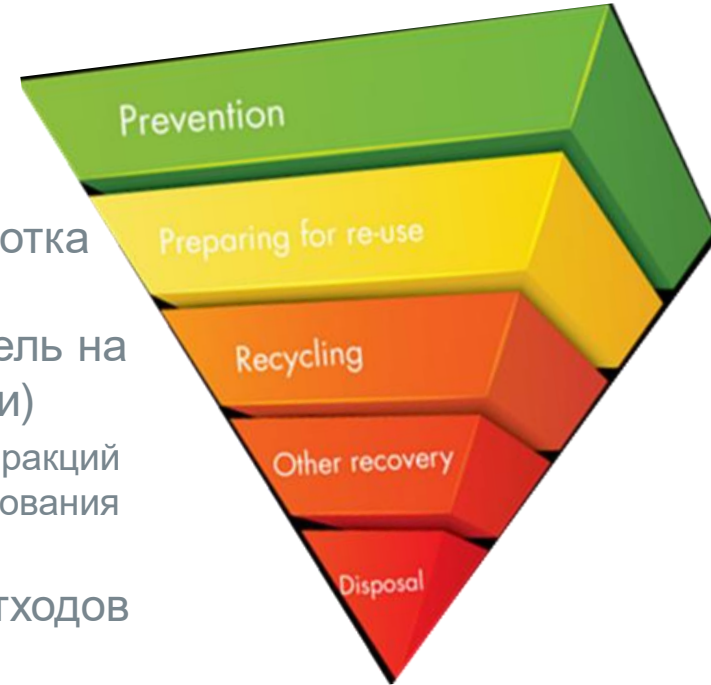 Prevention
отка
Preparing for re-use
ель на
Recycling
и)
ракций
Other recovery
ования
Disposal
тходов